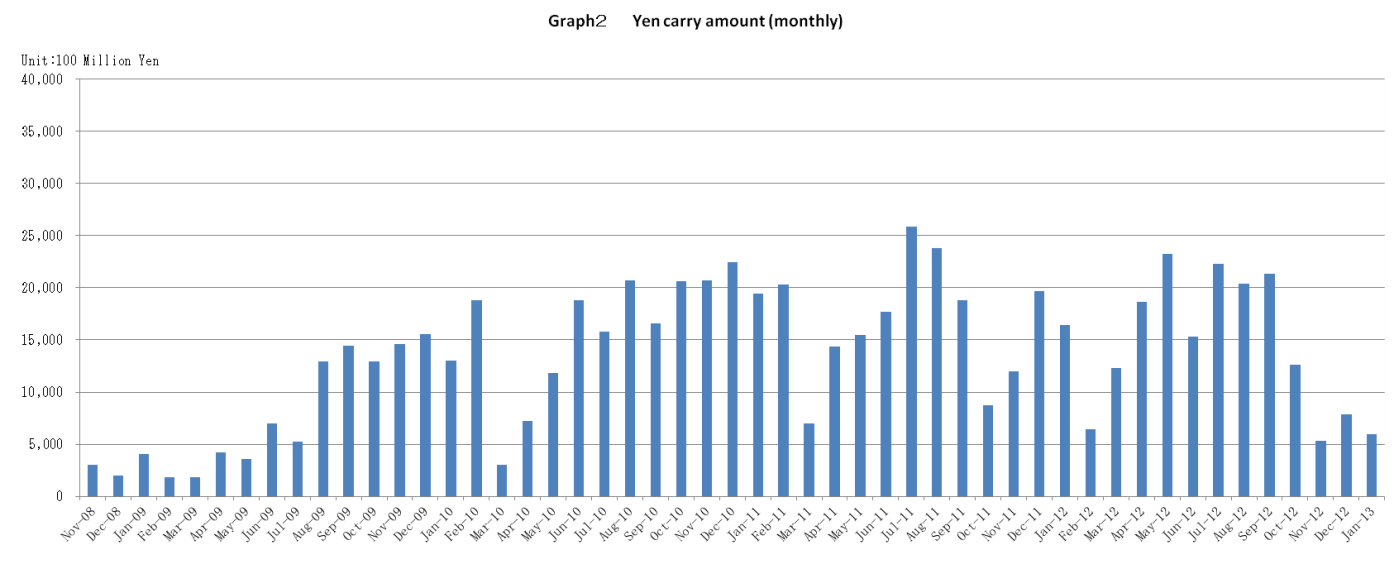 Graph２ Yen carry amount (monthly)
Unit:100 Million Yen
40,000
35,000
30,000
25,000
20,000
15,000
10,000
5,000
0
Nov-08
Dec-08
Jan-09
Feb-09
Mar-09
Apr-09
May-09
Jun-09
Jul-09
Aug-09
Sep-09
Oct-09
Nov-09
Dec-09
Jan-10
Feb-10
Mar-10
Apr-10
May-10
Jun-10
Jul-10
Aug-10
Sep-10
Oct-10
Nov-10
Dec-10
Jan-11
Feb-11
Mar-11
Apr-11
May-11
Jun-11
Jul-11
Aug-11
Sep-11
Oct-11
Nov-11
Dec-11
Jan-12
Feb-12
Mar-12
Apr-12
May-12
Jun-12
Jul-12
Aug-12
Sep-12
Oct-12
Nov-12
Dec-12
Jan-13